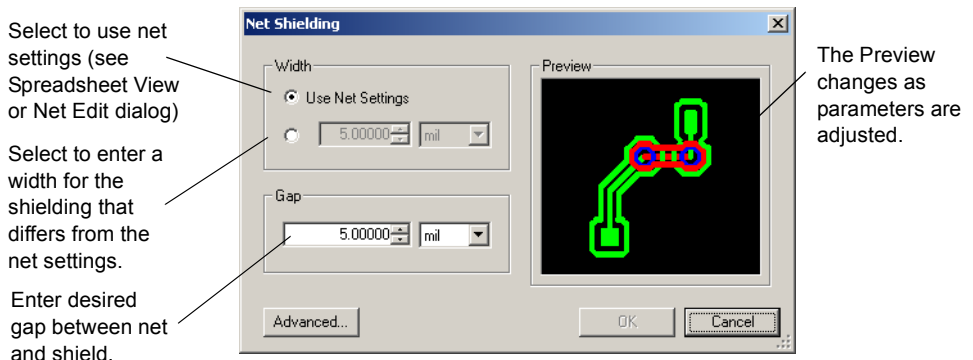 Select to use net
settings (see
Spreadsheet View
or Net Edit dialog)
Select to enter a
width for the
shielding that
differs from the
net settings.
Enter desired
gap between net
and shield.
Net Shielding
Width
Use Net Settings
5.00000 mil
Gap
5.00000 mil
Preview
Advanced...
OK
Cancel
The Preview
changes as
parameters are
adjusted.